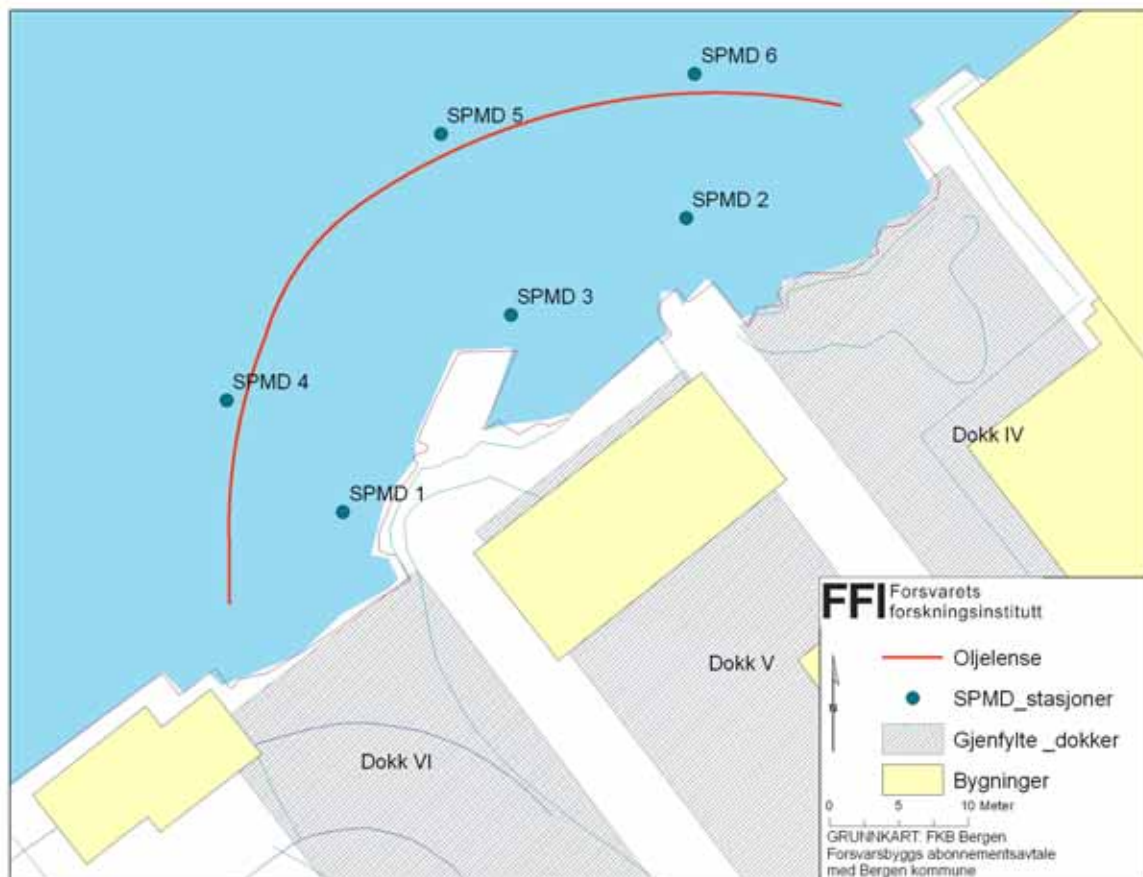 SPMD 6
SPMD 5
SPMD 2
SPMD 3
SPMD 4
Dokk IV
SPMD 1
FFI Forsvarets
forskningsinstitutt
Oljelense
Dokk V
SPMD_stasjoner
Gjenfylte _dokker
Dokk VI
Bygninger
0 5 10 Meter
GRUNNKART: FKB Bergen
Forsvarsbyggs abonnementsavtale
med Bergen kommune